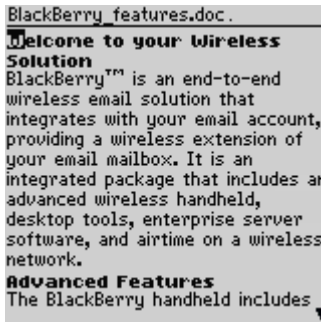 BlackBerry_features.doc.
Welcome to your Wireless
Solution
BlackBerry™ is an end-to-end
wireless email solution that
integrates with your email account,
providing a wireless extension of
your email mailbox. It is an
integrated package that includes an
advanced wireless handheld,
desktop tools, enterprise server
software, and airtime on a wireless
network.
Advanced Features
The BlackBerry handheld includes